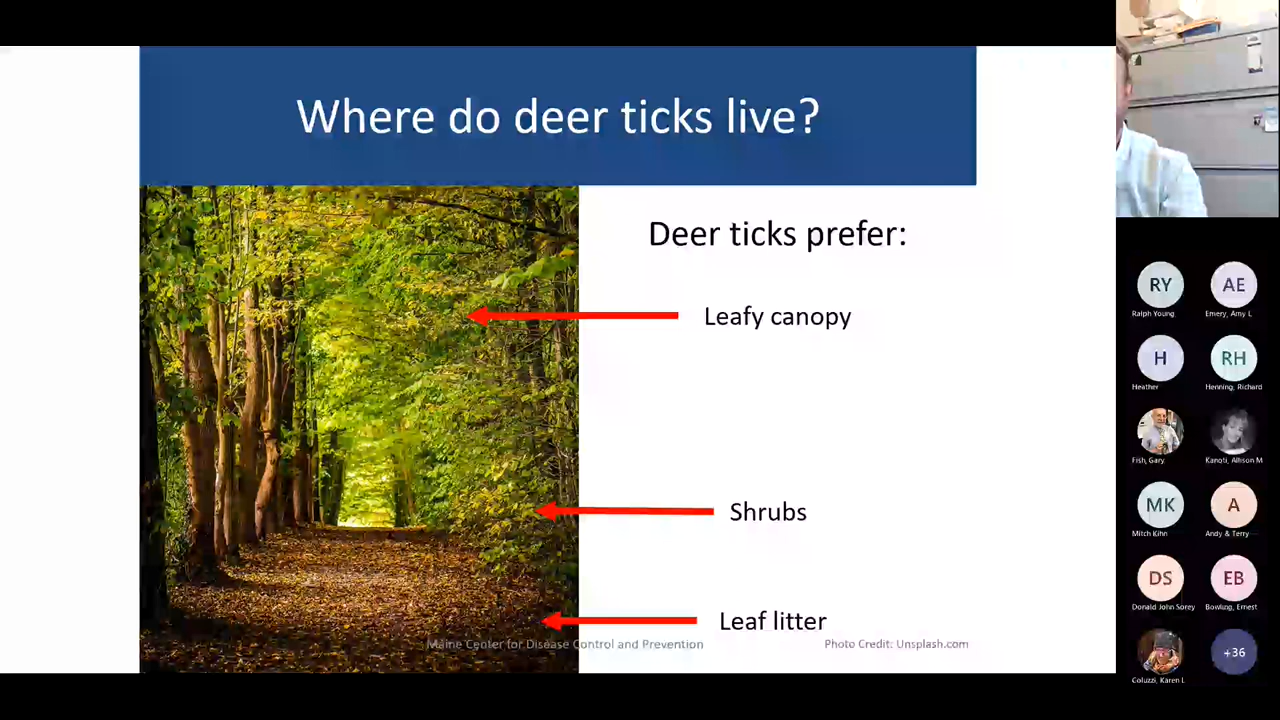 Where do deer ticks live?
Deer ticks prefer:
Leafy canopy
Shrubs
Leaf litter
Maine Center for Disease Control and Prevention
Photo Credit: Unsplash.com
RY
Ralph Young
AE
Emery, Amy L
H
Heather
RH
Henning, Richard
Fish, Gary
Kanoti, Allison M
MK
Mitch Kihn
A
Andy & Terry
DS
Donald John Sorey
EB
Bowling, Ernest
Coluzzi, Karen L
+36